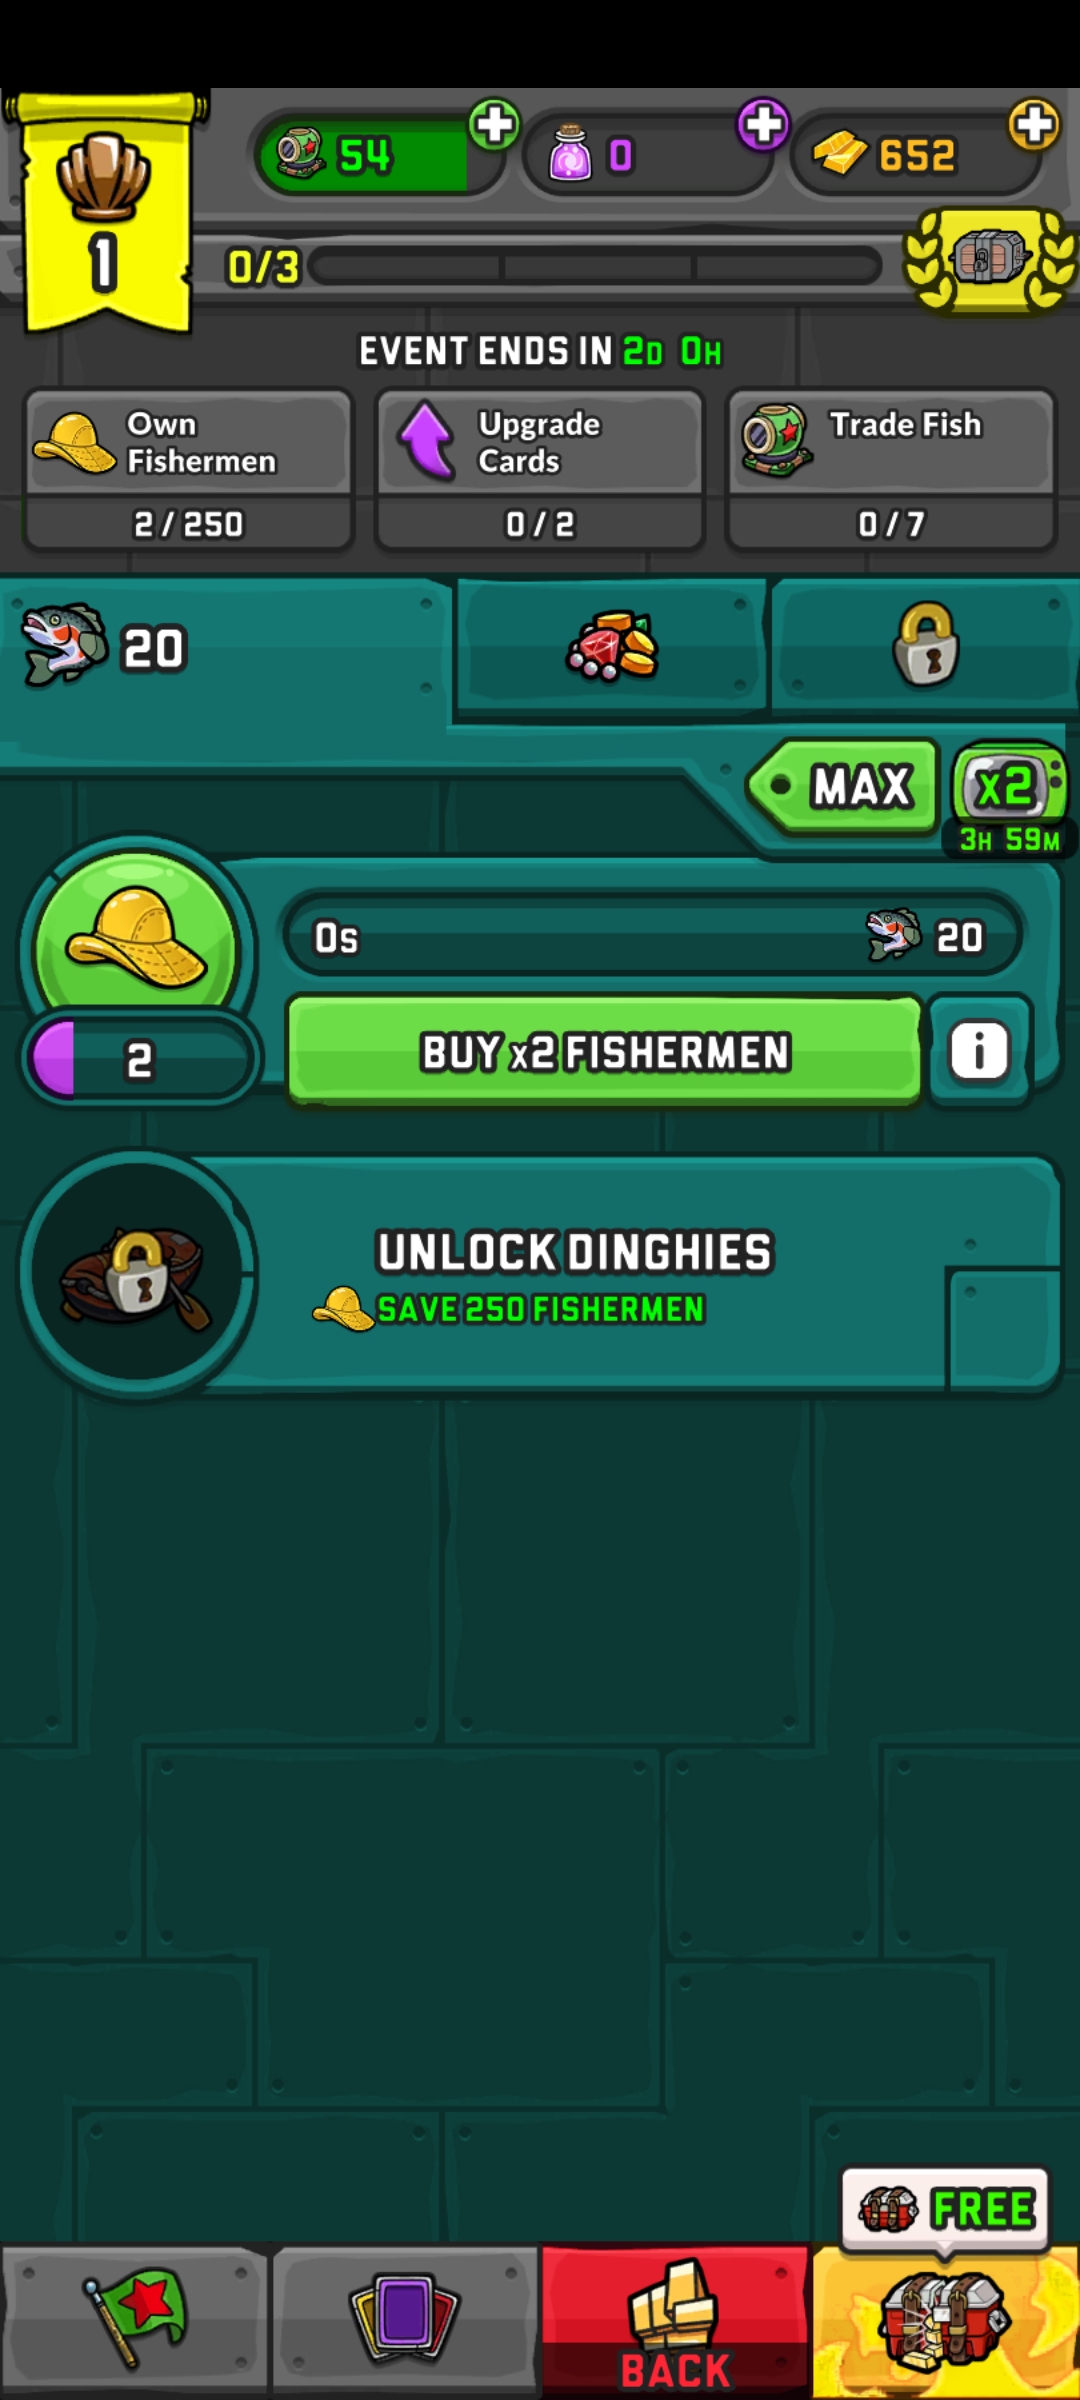 54
0
652
1
0/3
EVENT ENDS IN 2D 0H
Own
Fishermen
2 / 250
Upgrade
Cards
0 / 2
Trade Fish
0 / 7
20
MAX
x2
3H 59M
0s
20
2
BUY x2 FISHERMEN
i
UNLOCK DINGHIES
SAVE 250 FISHERMEN
FREE
BACK